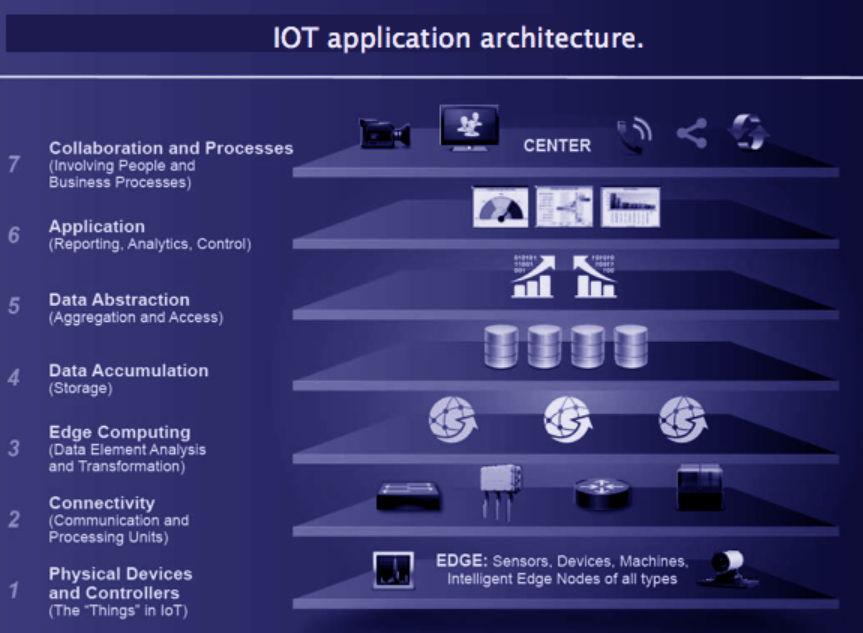 IOT application architecture.
7
Collaboration and Processes
(Involving People and
Business Processes)
CENTER
6
Application
(Reporting, Analytics, Control)
5
Data Abstraction
(Aggregation and Access)
4
Data Accumulation
(Storage)
3
Edge Computing
(Data Element Analysis
and Transformation)
2
Connectivity
(Communication and
Processing Units)
1
Physical Devices
and Controllers
(The "Things" in IoT)
EDGE: Sensors, Devices, Machines,
Intelligent Edge Nodes of all types